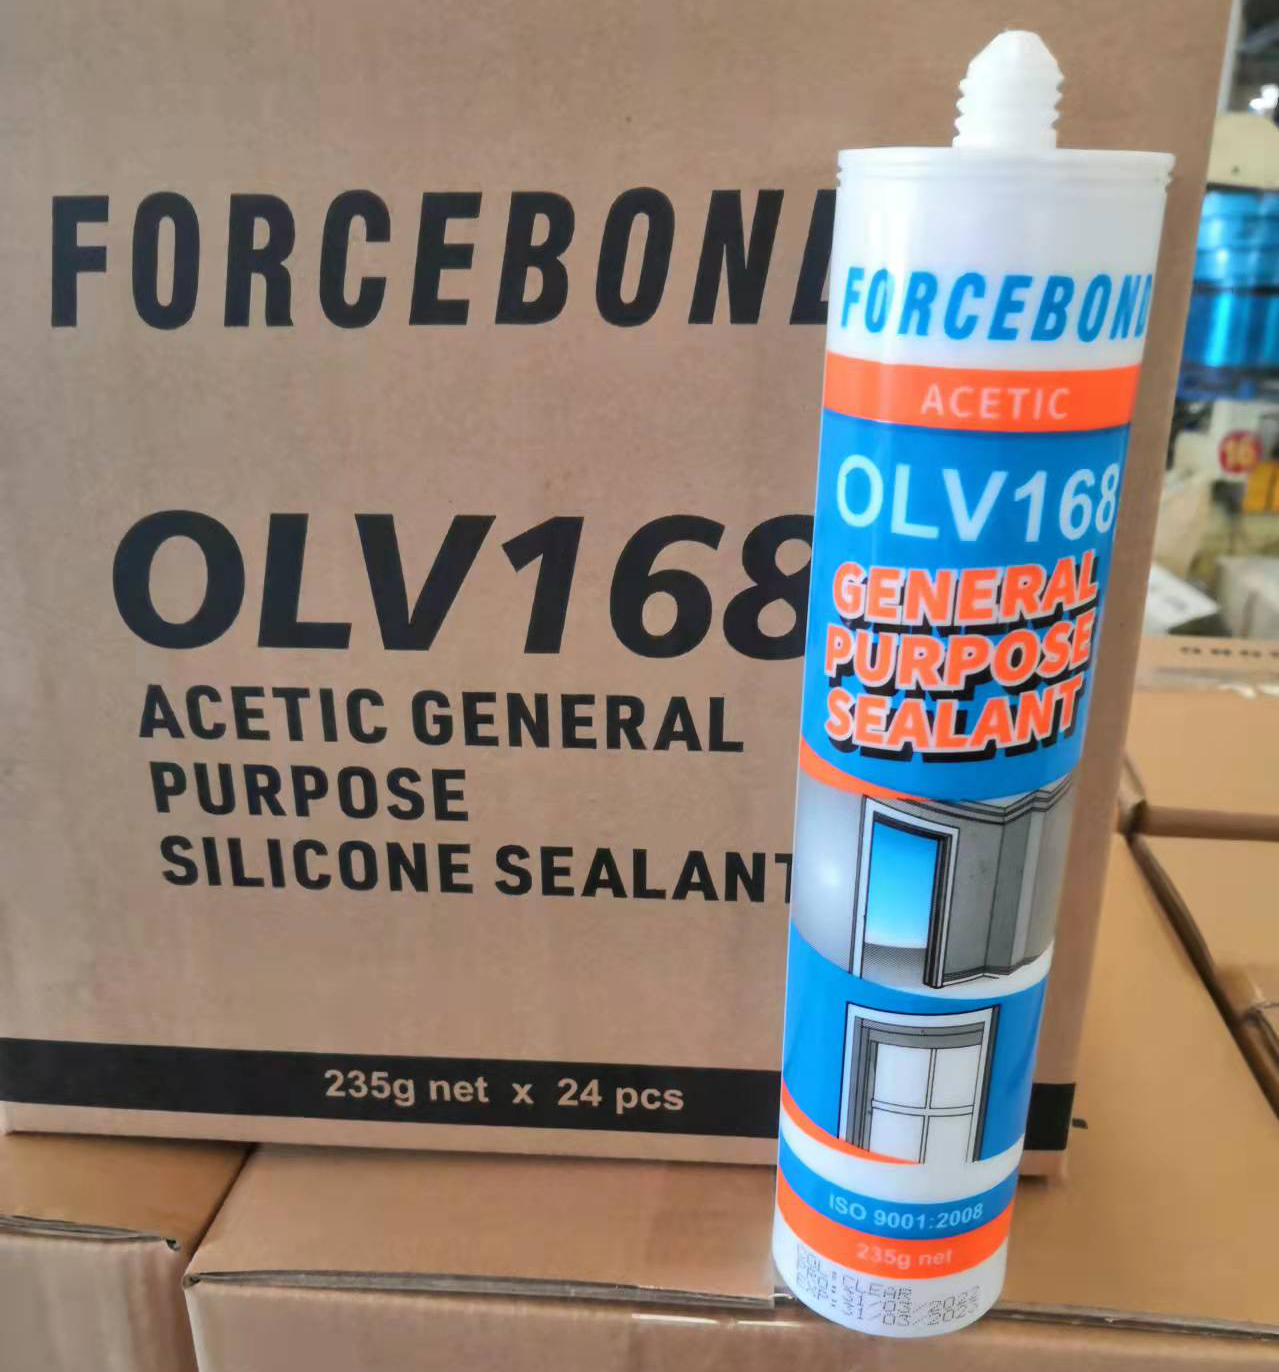 FORCEBOND
OLV168
ACETIC GENERAL
PURPOSE
SILICONE SEALANT
235g net x 24 pcs
FORCEBOND
ACETIC
OLV168
GENERAL
PURPOSE
SEALANT
ISO 9001:2008
235g net
CLEAR
16